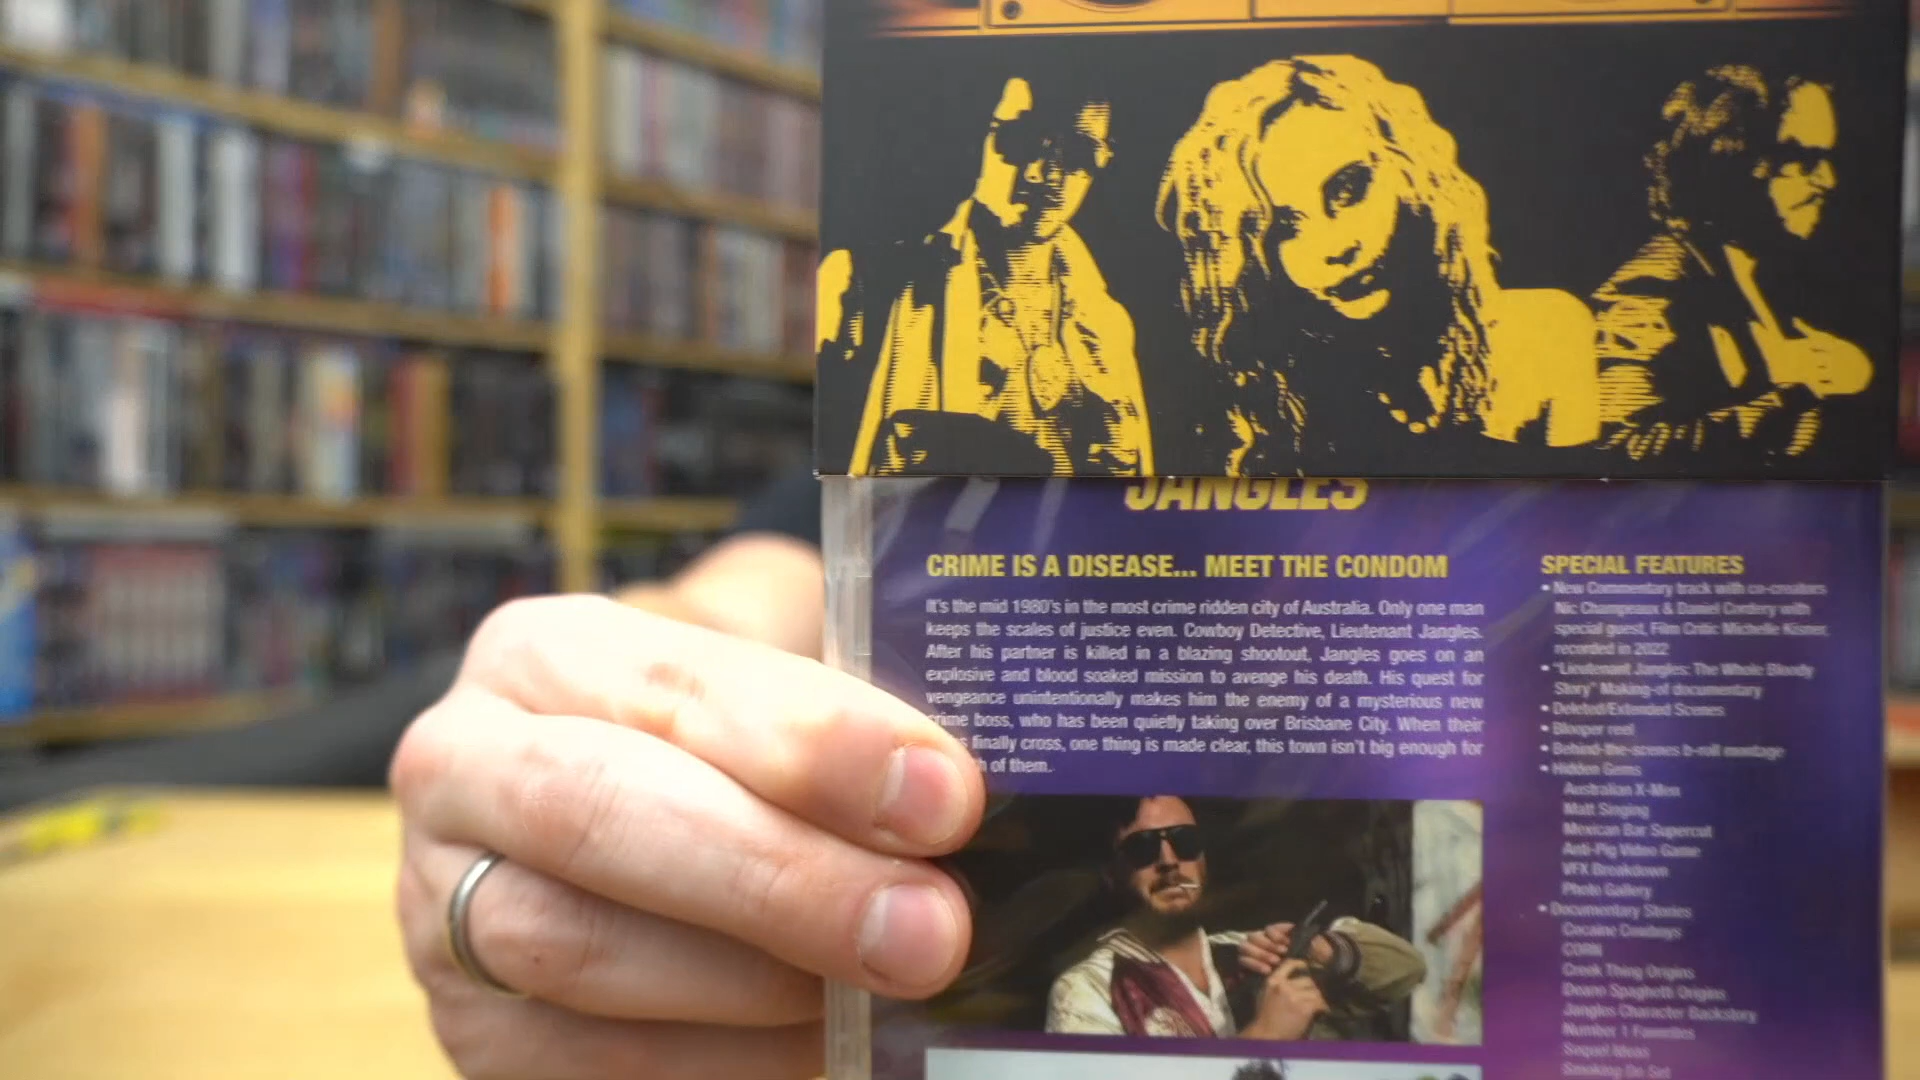 JANGLES
CRIME IS A DISEASE... MEET THE CONDOM
It's the mid 1980's in the most crime ridden city of Australia. Only one man
keeps the scales of justice even. Cowboy Detective, Lieutenant Jangles.
After his partner is killed in a blazing shootout, Jangles goes on an
explosive and blood soaked mission to avenge his death. His quest for
vengeance unintentionally makes him the enemy of a mysterious new
crime boss, who has been quietly taking over Brisbane City. When their
finally cross, one thing is made clear, this town isn't big enough for
of them.
SPECIAL FEATURES
• New Commentary track with co-creators
Nic Champeaux & Daniel Cordery with
special guest, Film Critic Michelle Kisner,
recorded in 2022
• "Lieutenant Jangles: The Whole Bloody
Story" Making-of documentary
• Deleted/Extended Scenes
• Blooper reel
• Behind-the-scenes b-roll montage
• Hidden Gems
Australian X-Men
Matt Singing
Mexican Bar Supercut
Anti-Pig Video Game
VFX Breakdown
Photo Gallery
• Documentary Stories
Cocaine Cowboys
CORN
Creek Thing Origins
Deann Spaghetti Origins
Jangles Character Backstory
Number 1 Favorites
Sequel Ideas
Smoking On Set